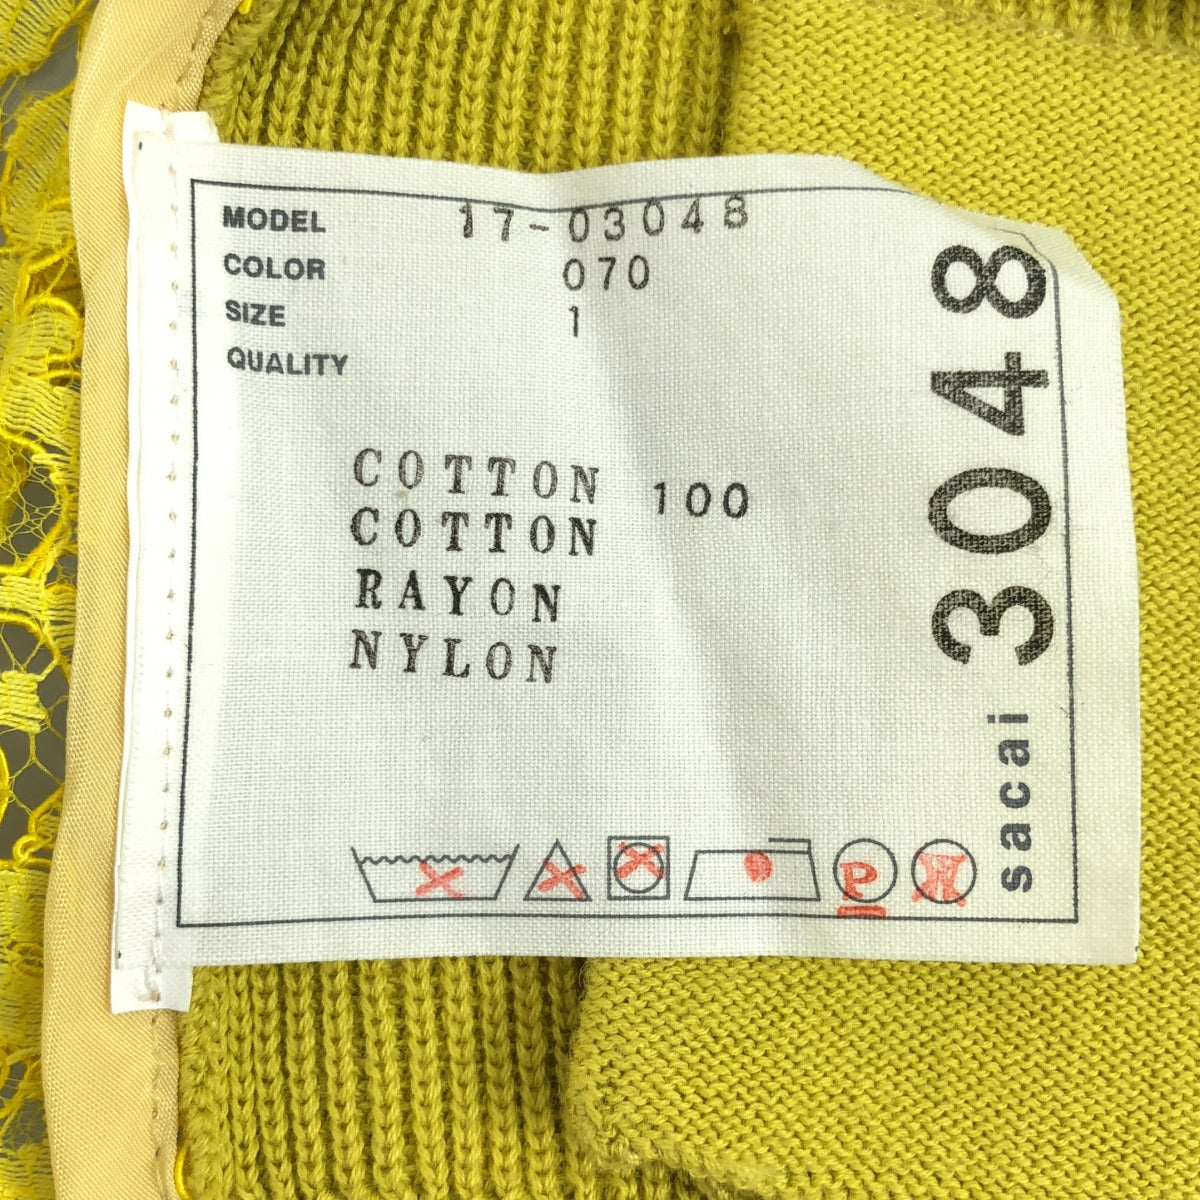 MODEL 17-03048
COLOR 070
SIZE 1
QUALITY
COTTON 100
COTTON
RAYON
NYLON
P W
sacai 3048